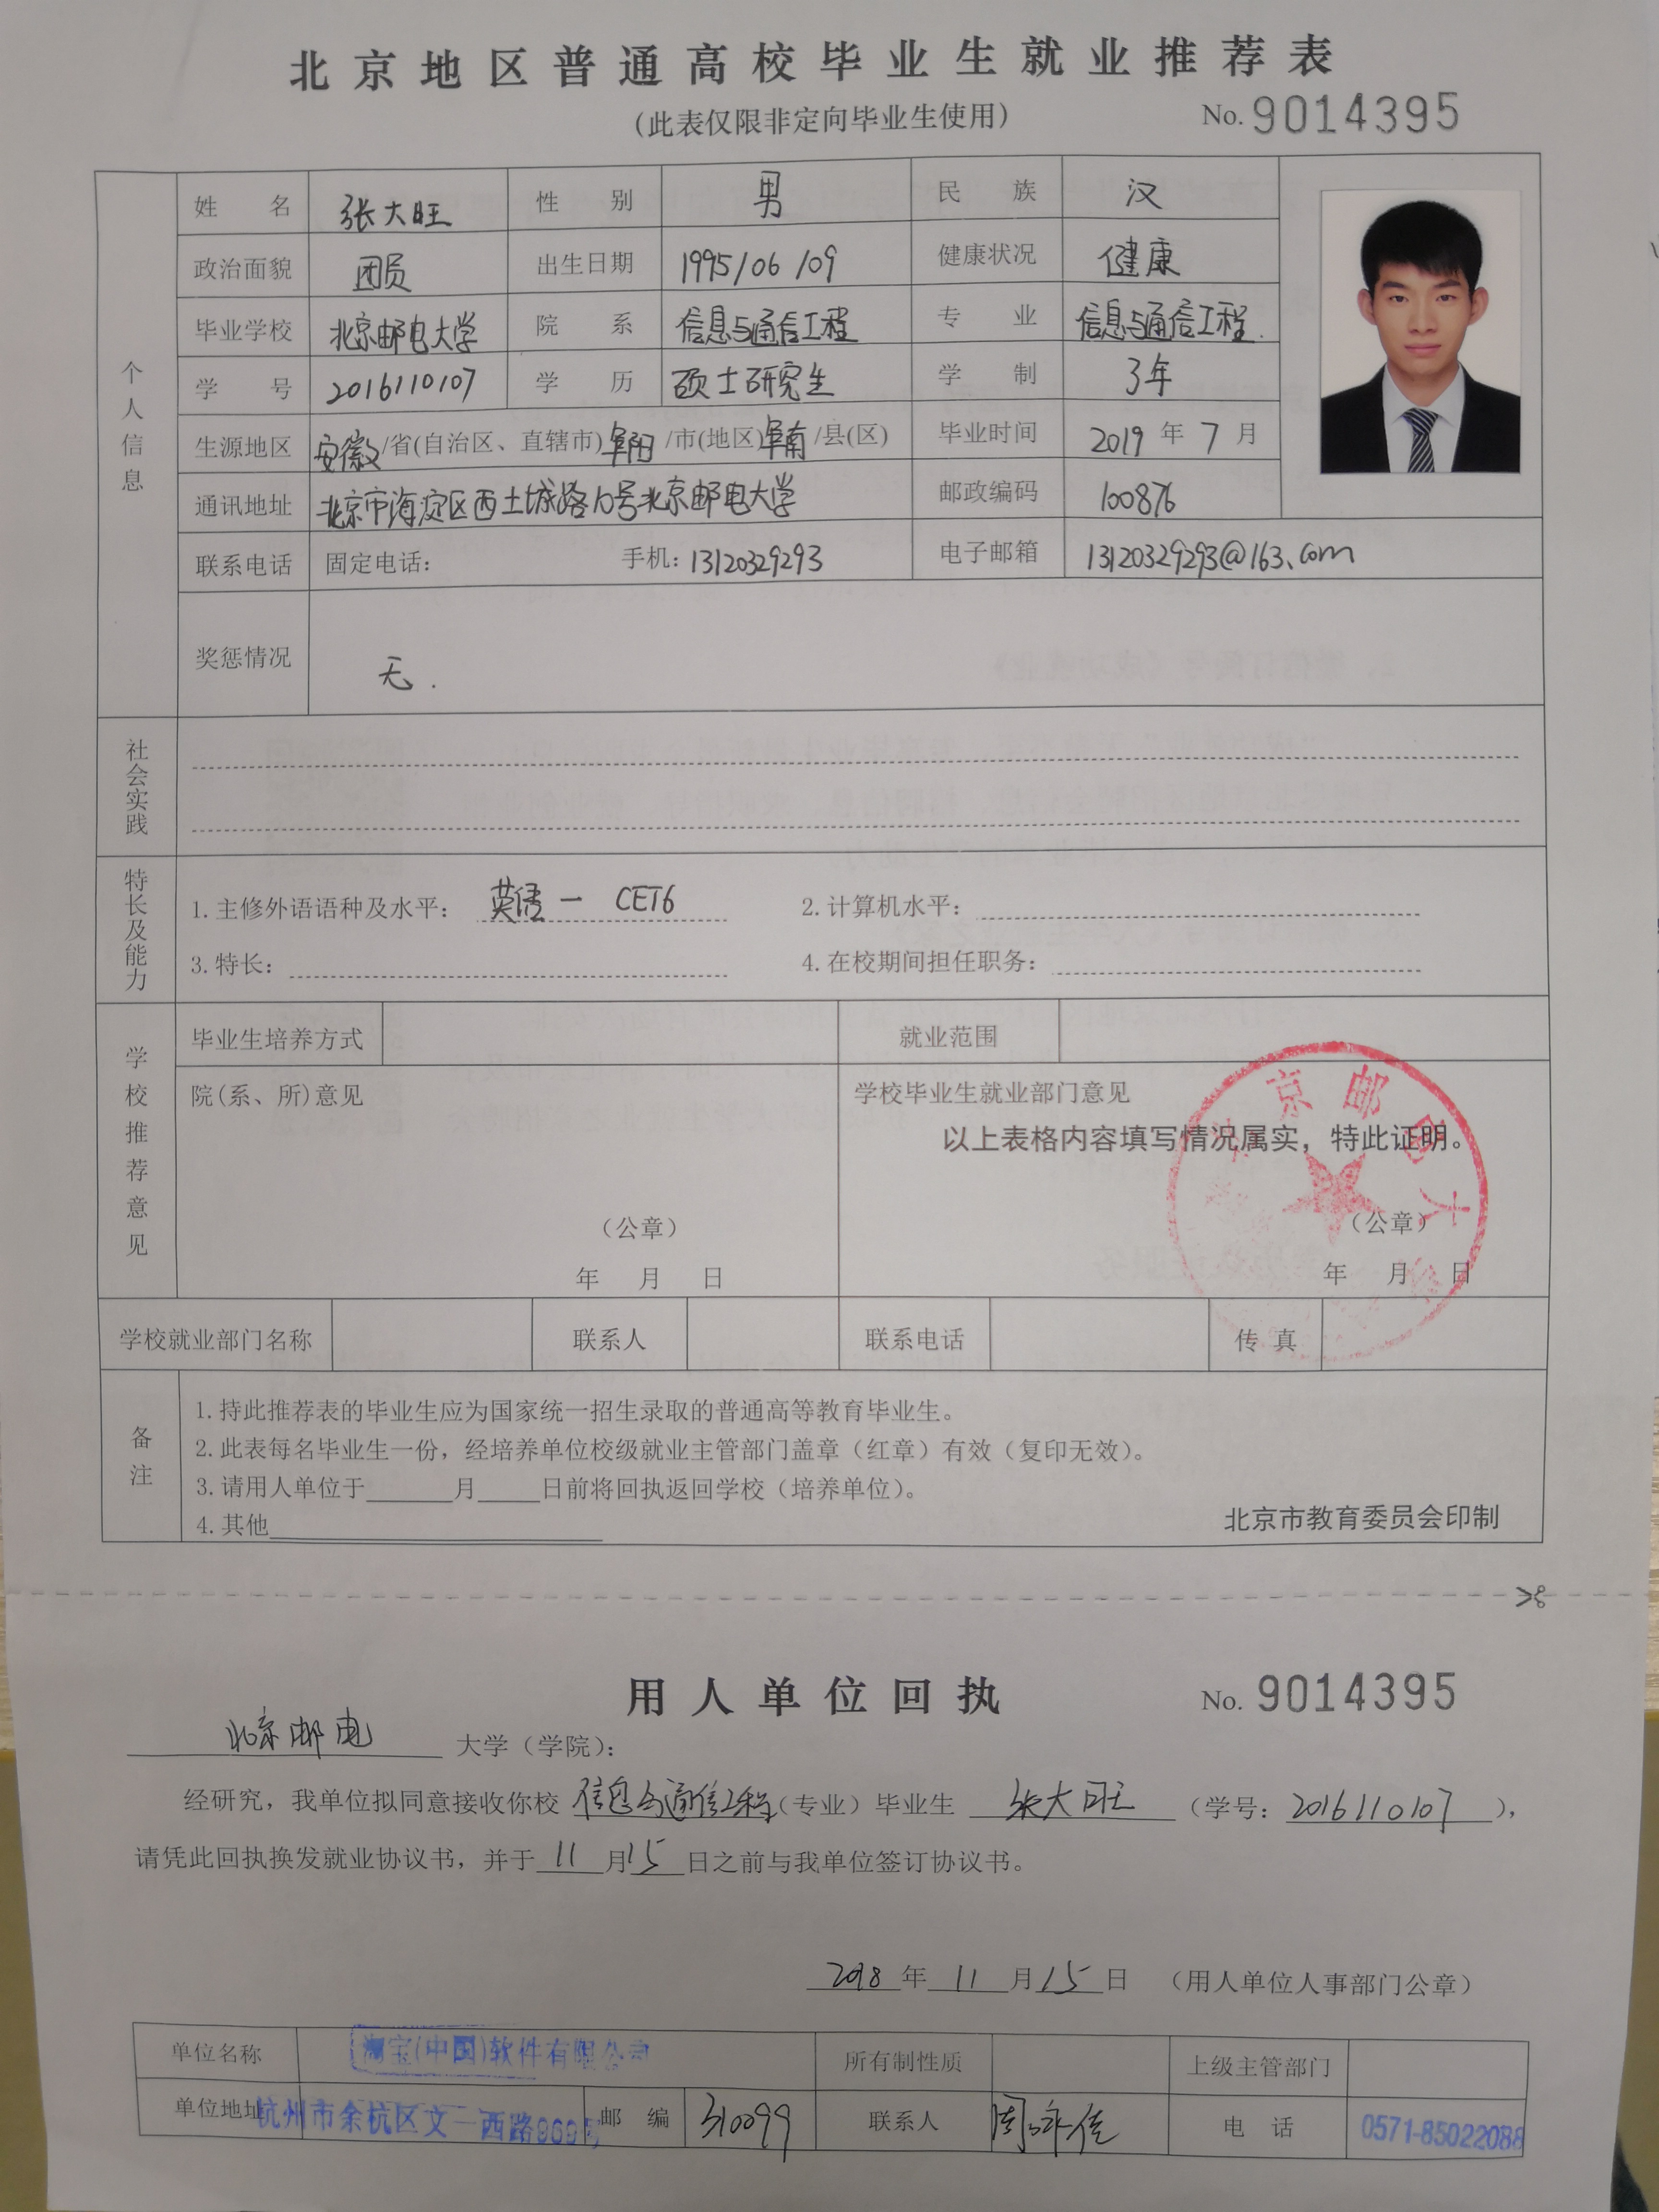 北京地区普通高校毕业生就业推荐表
(此表仅限非定向毕业生使用)
No. 9014395
个人信息
姓 名 张大旺 性 别 男 民 族 汉
政治面貌 团员 出生日期 1995/06/09 健康状况 健康
毕业学校 北京邮电大学 院 系 信息与通信工程 专 业 信息与通信工程.
学 号 2016110107 学 历 硕士研究生 学 制 3年
生源地区 安徽/省(自治区、直辖市)阜阳/市(地区)阜南/县(区) 毕业时间 2019年7月
通讯地址 北京市海淀区西土城路10号北京邮电大学 邮政编码 100876
联系电话 固定电话: 手机:13120329293 电子邮箱 13120329293@163.com
奖惩情况 无.
社会实践
特长及能力
1.主修外语语种及水平: 英语 — CET6 2.计算机水平:
3.特长: 4.在校期间担任职务:
学校推荐意见
毕业生培养方式 就业范围
院(系、所)意见 学校毕业生就业部门意见
以上表格内容填写情况属实,特此证明。
京邮电大
(公章) (公章)
年 月 日 年 月 日
学校就业部门名称 联系人 联系电话 传 真
备注
1.持此推荐表的毕业生应为国家统一招生录取的普通高等教育毕业生。
2.此表每名毕业生一份,经培养单位校级就业主管部门盖章(红章)有效(复印无效)。
3.请用人单位于 月 日前将回执返回学校(培养单位)。
4.其他
北京市教育委员会印制
用人单位回执
No. 9014395
北京邮电 大学(学院):
经研究,我单位拟同意接收你校 信息与通信工程(专业)毕业生 张大旺 (学号:2016110107),
请凭此回执换发就业协议书,并于 11 月 15 日之前与我单位签订协议书。
2018 年 11 月 15 日 (用人单位人事部门公章)
单位名称 淘宝(中国)软件有限公司 所有制性质 上级主管部门
单位地址 杭州市余杭区文一西路969号 邮 编 310099 联系人 电 话 0571-85022088